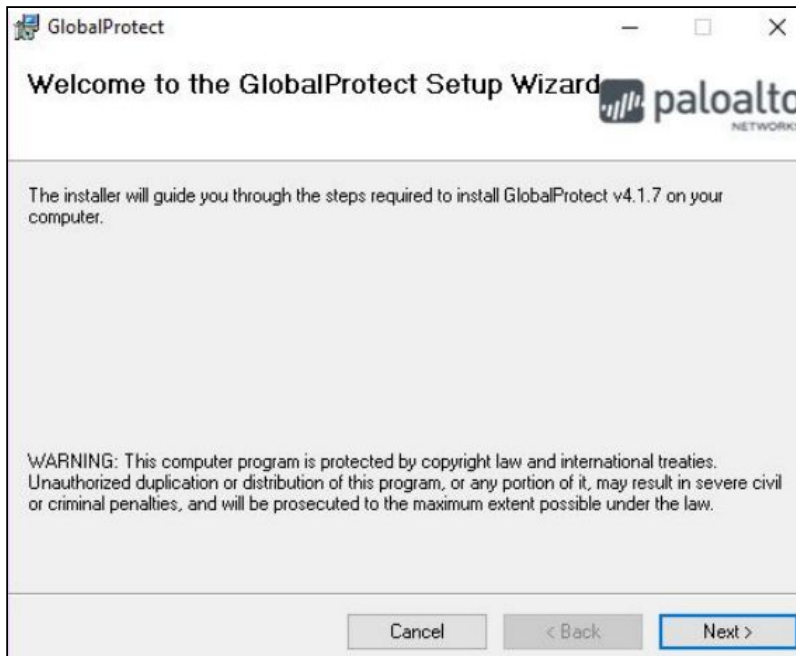 GlobalProtect
Welcome to the GlobalProtect Setup Wizard
paloalto
NETWORKS
The installer will guide you through the steps required to install GlobalProtect v4.1.7 on your
computer.
WARNING: This computer program is protected by copyright law and international treaties.
Unauthorized duplication or distribution of this program, or any portion of it, may result in severe civil
or criminal penalties, and will be prosecuted to the maximum extent possible under the law.
Cancel
< Back
Next >